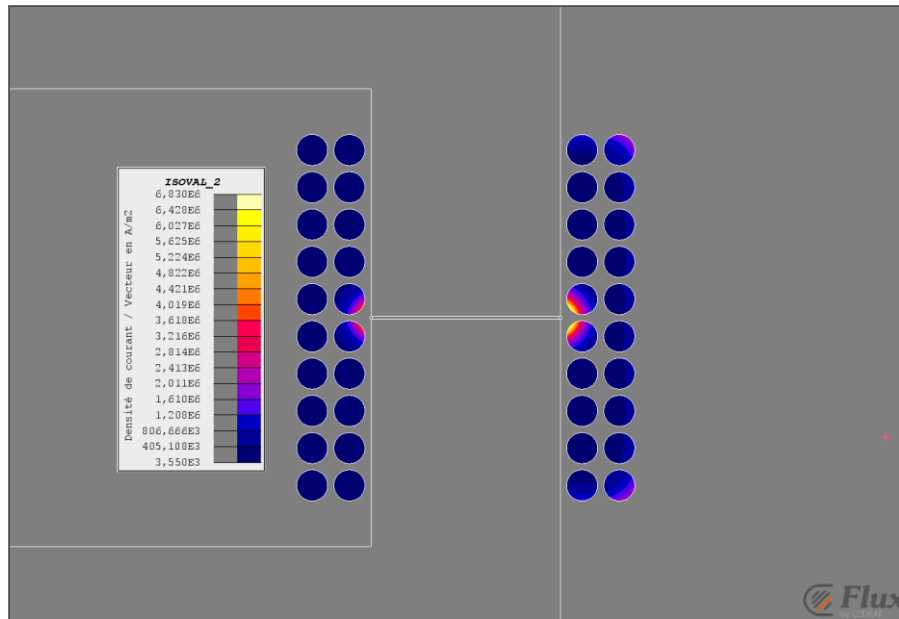 ISOVAL_2
Densité de courant / Vecteur en A/m2
6,830E6
6,428E6
6,027E6
5,625E6
5,224E6
4,822E6
4,421E6
4,019E6
3,618E6
3,216E6
2,814E6
2,413E6
2,011E6
1,610E6
1,208E6
806,666E3
405,108E3
3,550E3
Flux
by CEDRAT